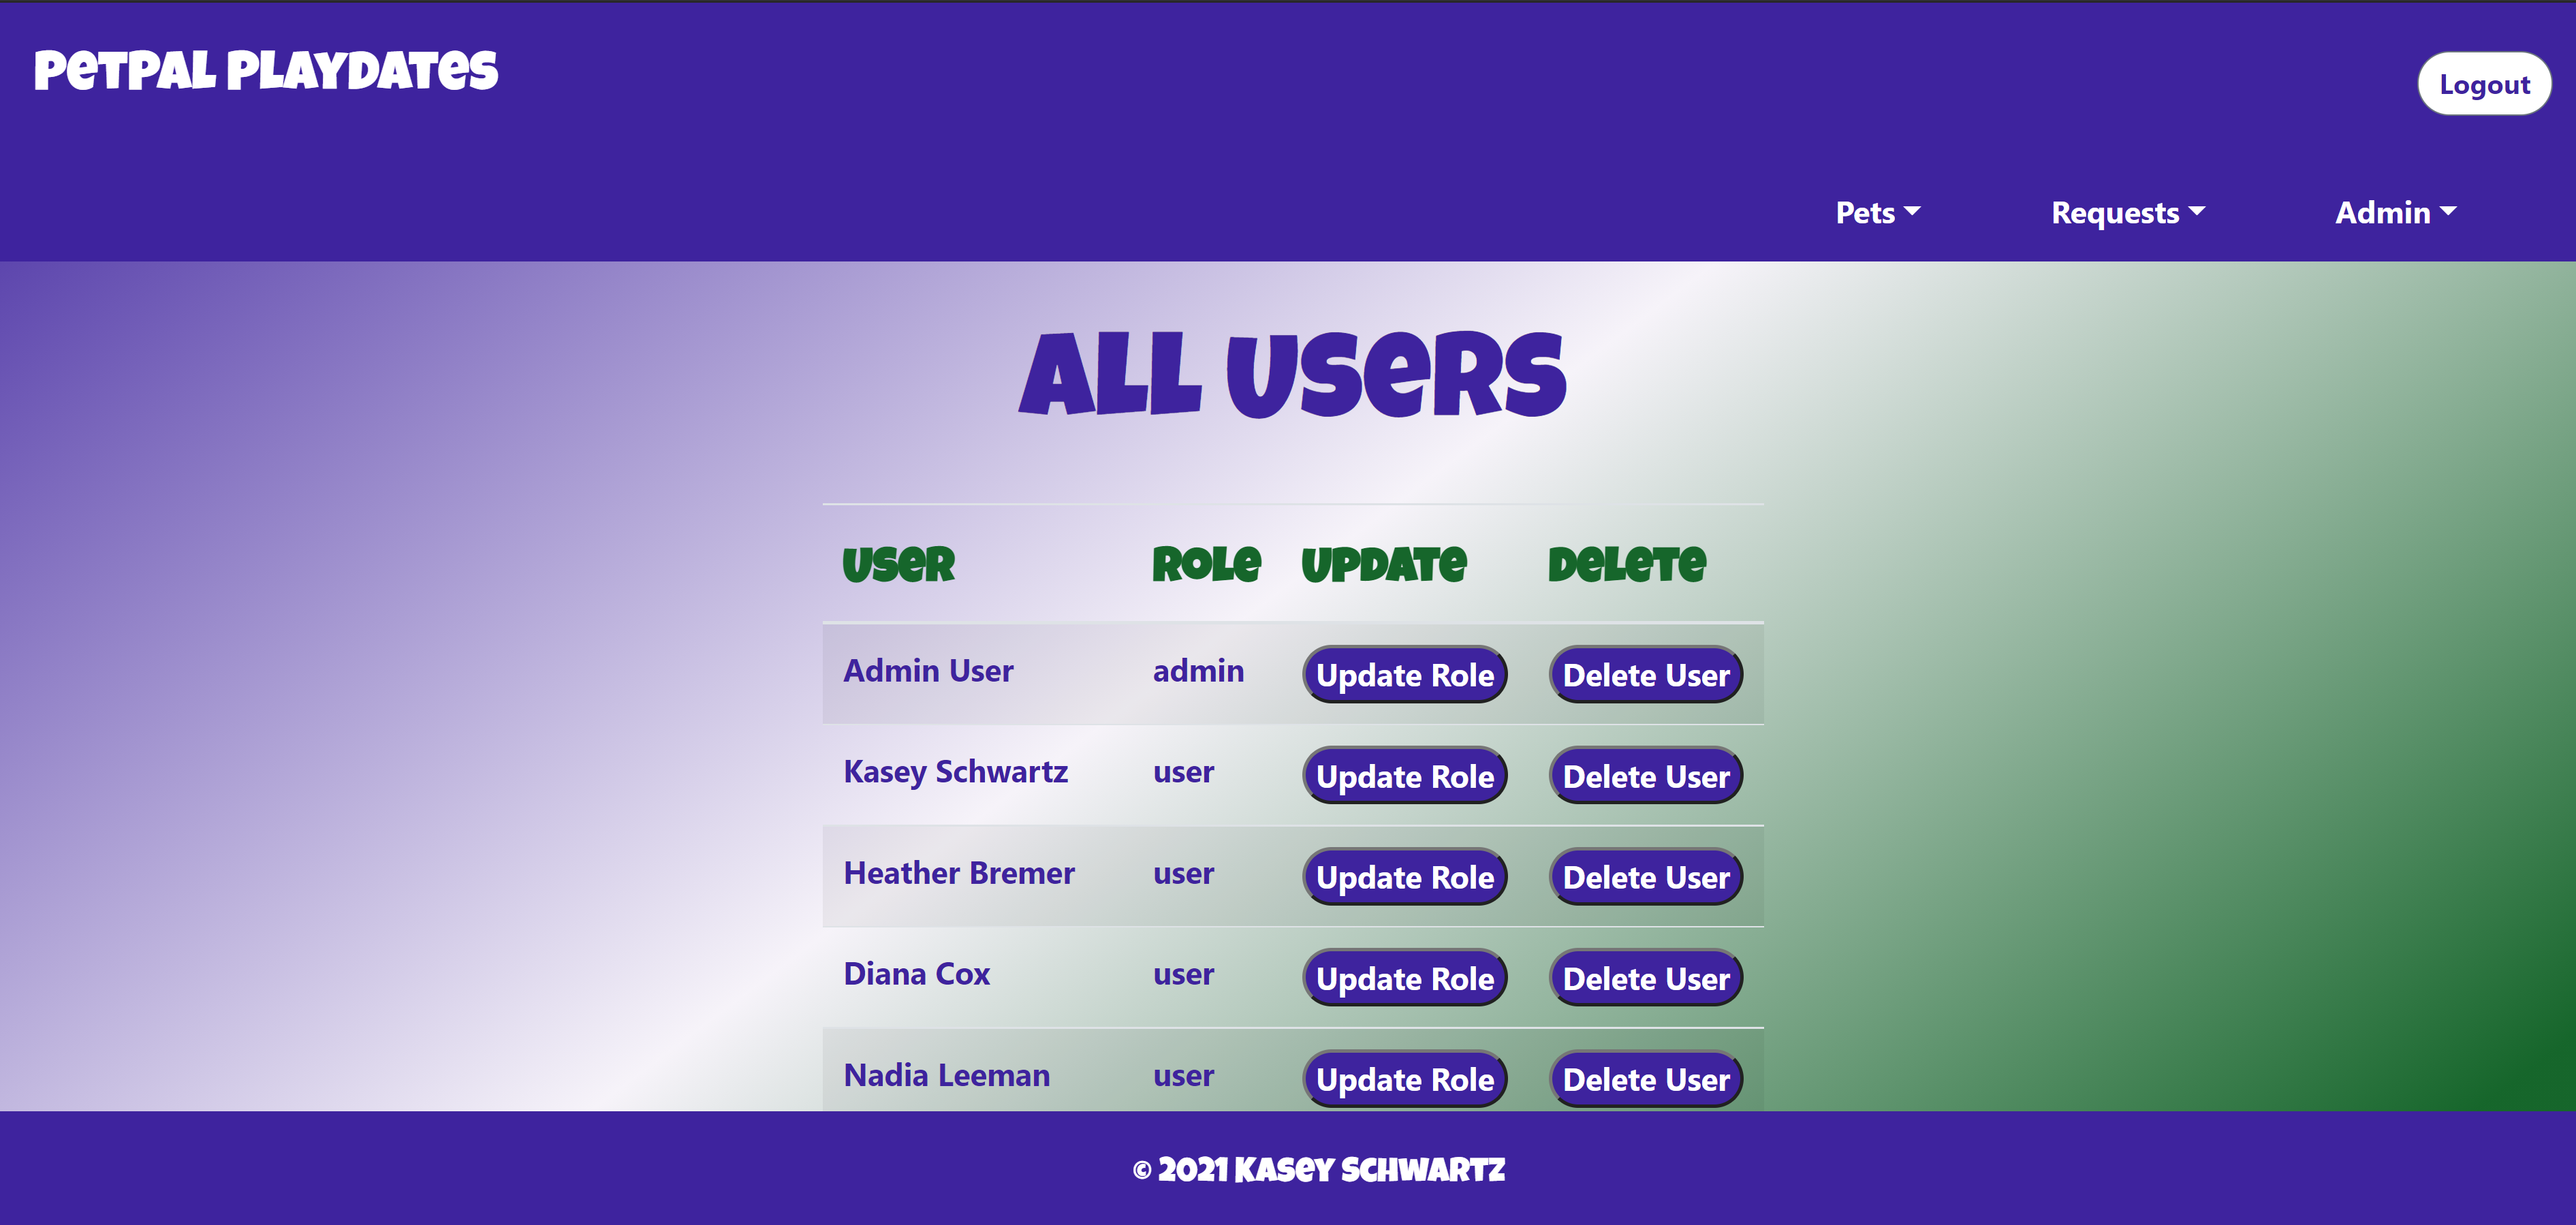 PetPal Playdates
Logout
Pets Requests Admin
All Users
User Role Update Delete
Admin User admin Update Role Delete User
Kasey Schwartz user Update Role Delete User
Heather Bremer user Update Role Delete User
Diana Cox user Update Role Delete User
Nadia Leeman user Update Role Delete User
© 2021 Kasey Schwartz